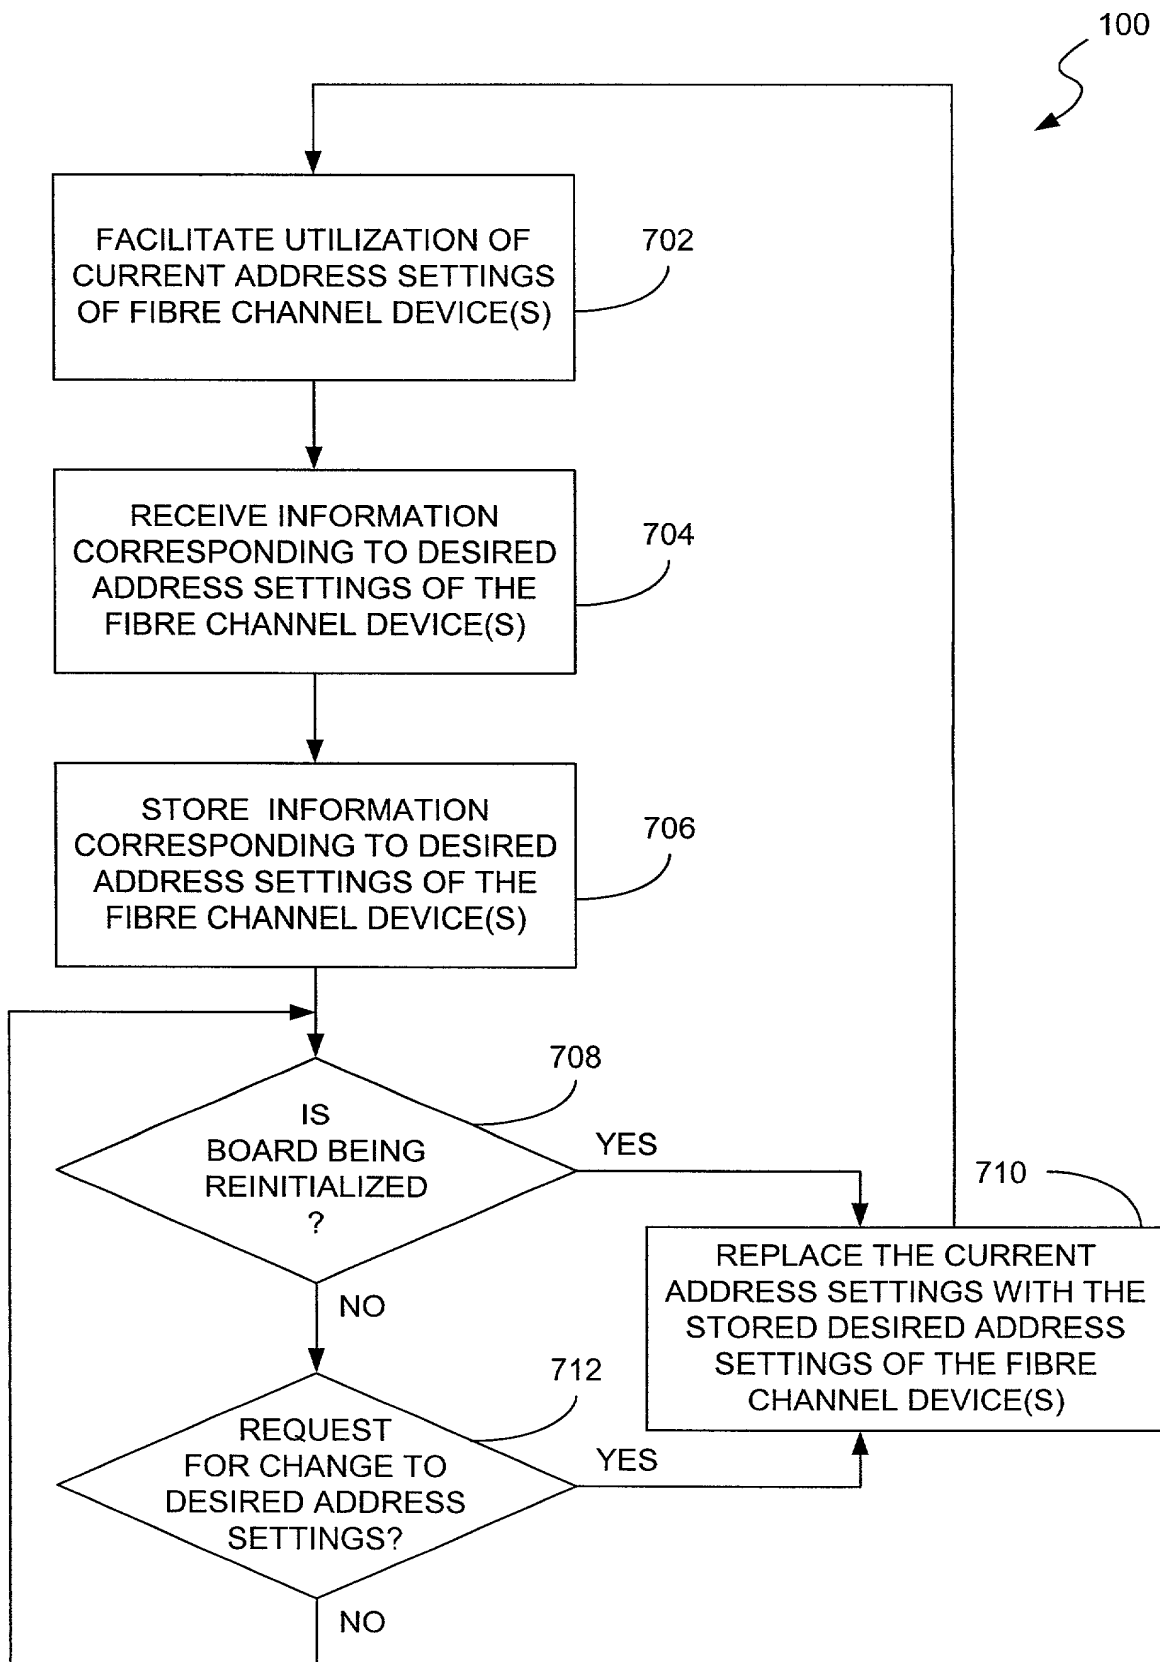 100
FACILITATE UTILIZATION OF
CURRENT ADDRESS SETTINGS
OF FIBRE CHANNEL DEVICE(S)
702
RECEIVE INFORMATION
CORRESPONDING TO DESIRED
ADDRESS SETTINGS OF THE
FIBRE CHANNEL DEVICE(S)
704
STORE INFORMATION
CORRESPONDING TO DESIRED
ADDRESS SETTINGS OF THE
FIBRE CHANNEL DEVICE(S)
706
IS
BOARD BEING
REINITIALIZED
?
708
YES
NO
710
REPLACE THE CURRENT
ADDRESS SETTINGS WITH THE
STORED DESIRED ADDRESS
SETTINGS OF THE FIBRE
CHANNEL DEVICE(S)
REQUEST
FOR CHANGE TO
DESIRED ADDRESS
SETTINGS?
712
YES
NO